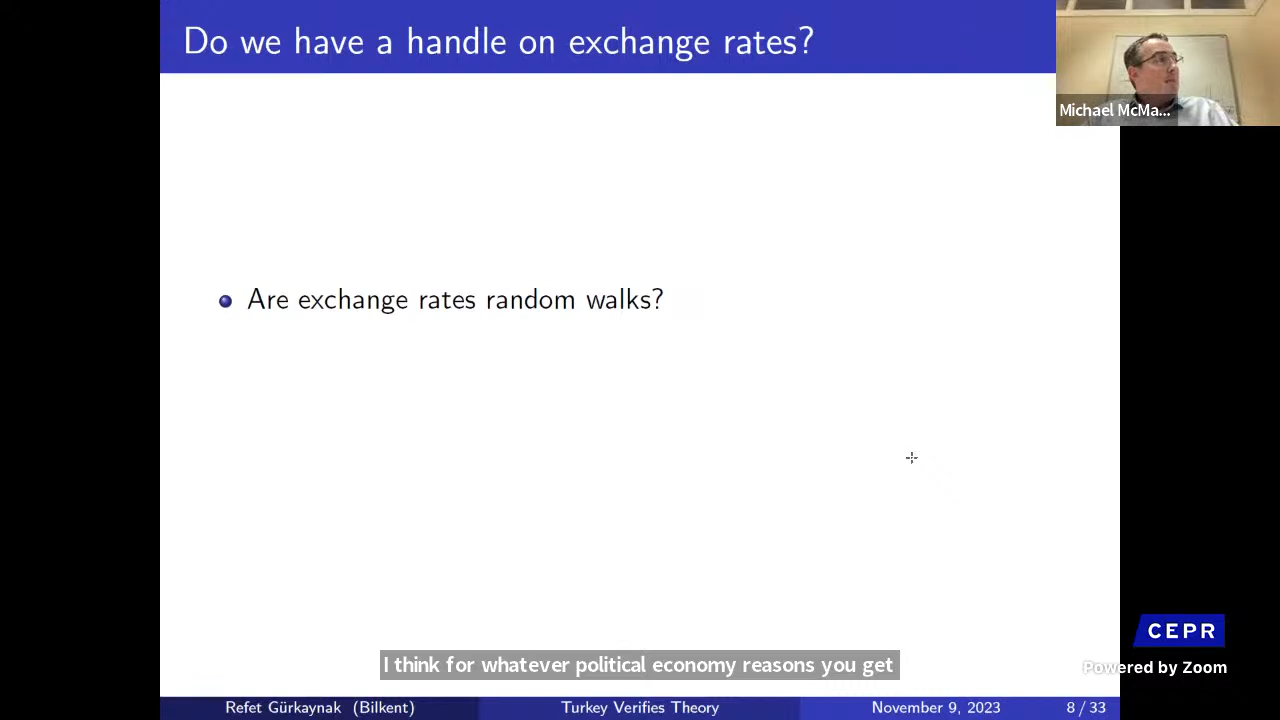 Do we have a handle on exchange rates?
Michael McMa...
Are exchange rates random walks?
CEPR
I think for whatever political economy reasons you get
Powered by Zoom
Refet Gürkaynak (Bilkent) Turkey Verifies Theory November 9, 2023 8 / 33